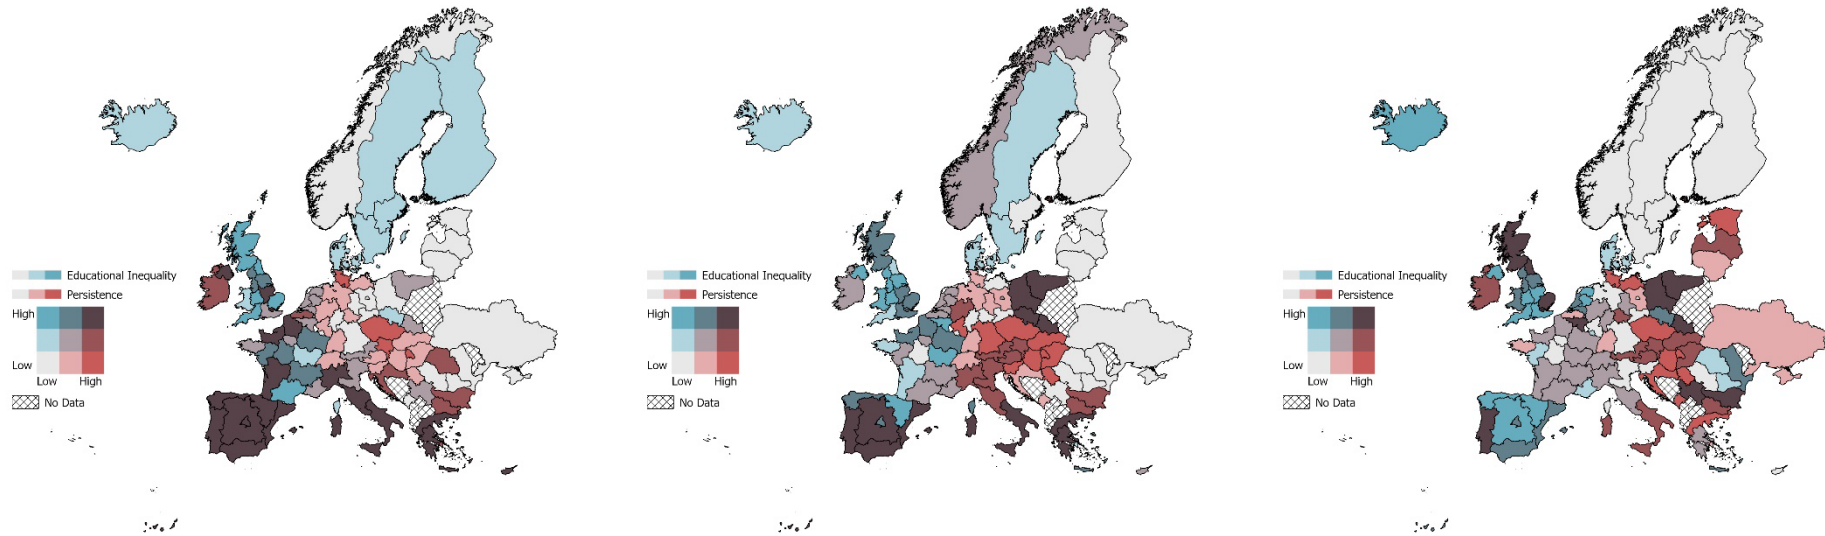 Educational Inequality
Persistence
High
Low
Low High
No Data
Educational Inequality
Persistence
High
Low
Low High
No Data
Educational Inequality
Persistence
High
Low
Low High
No Data